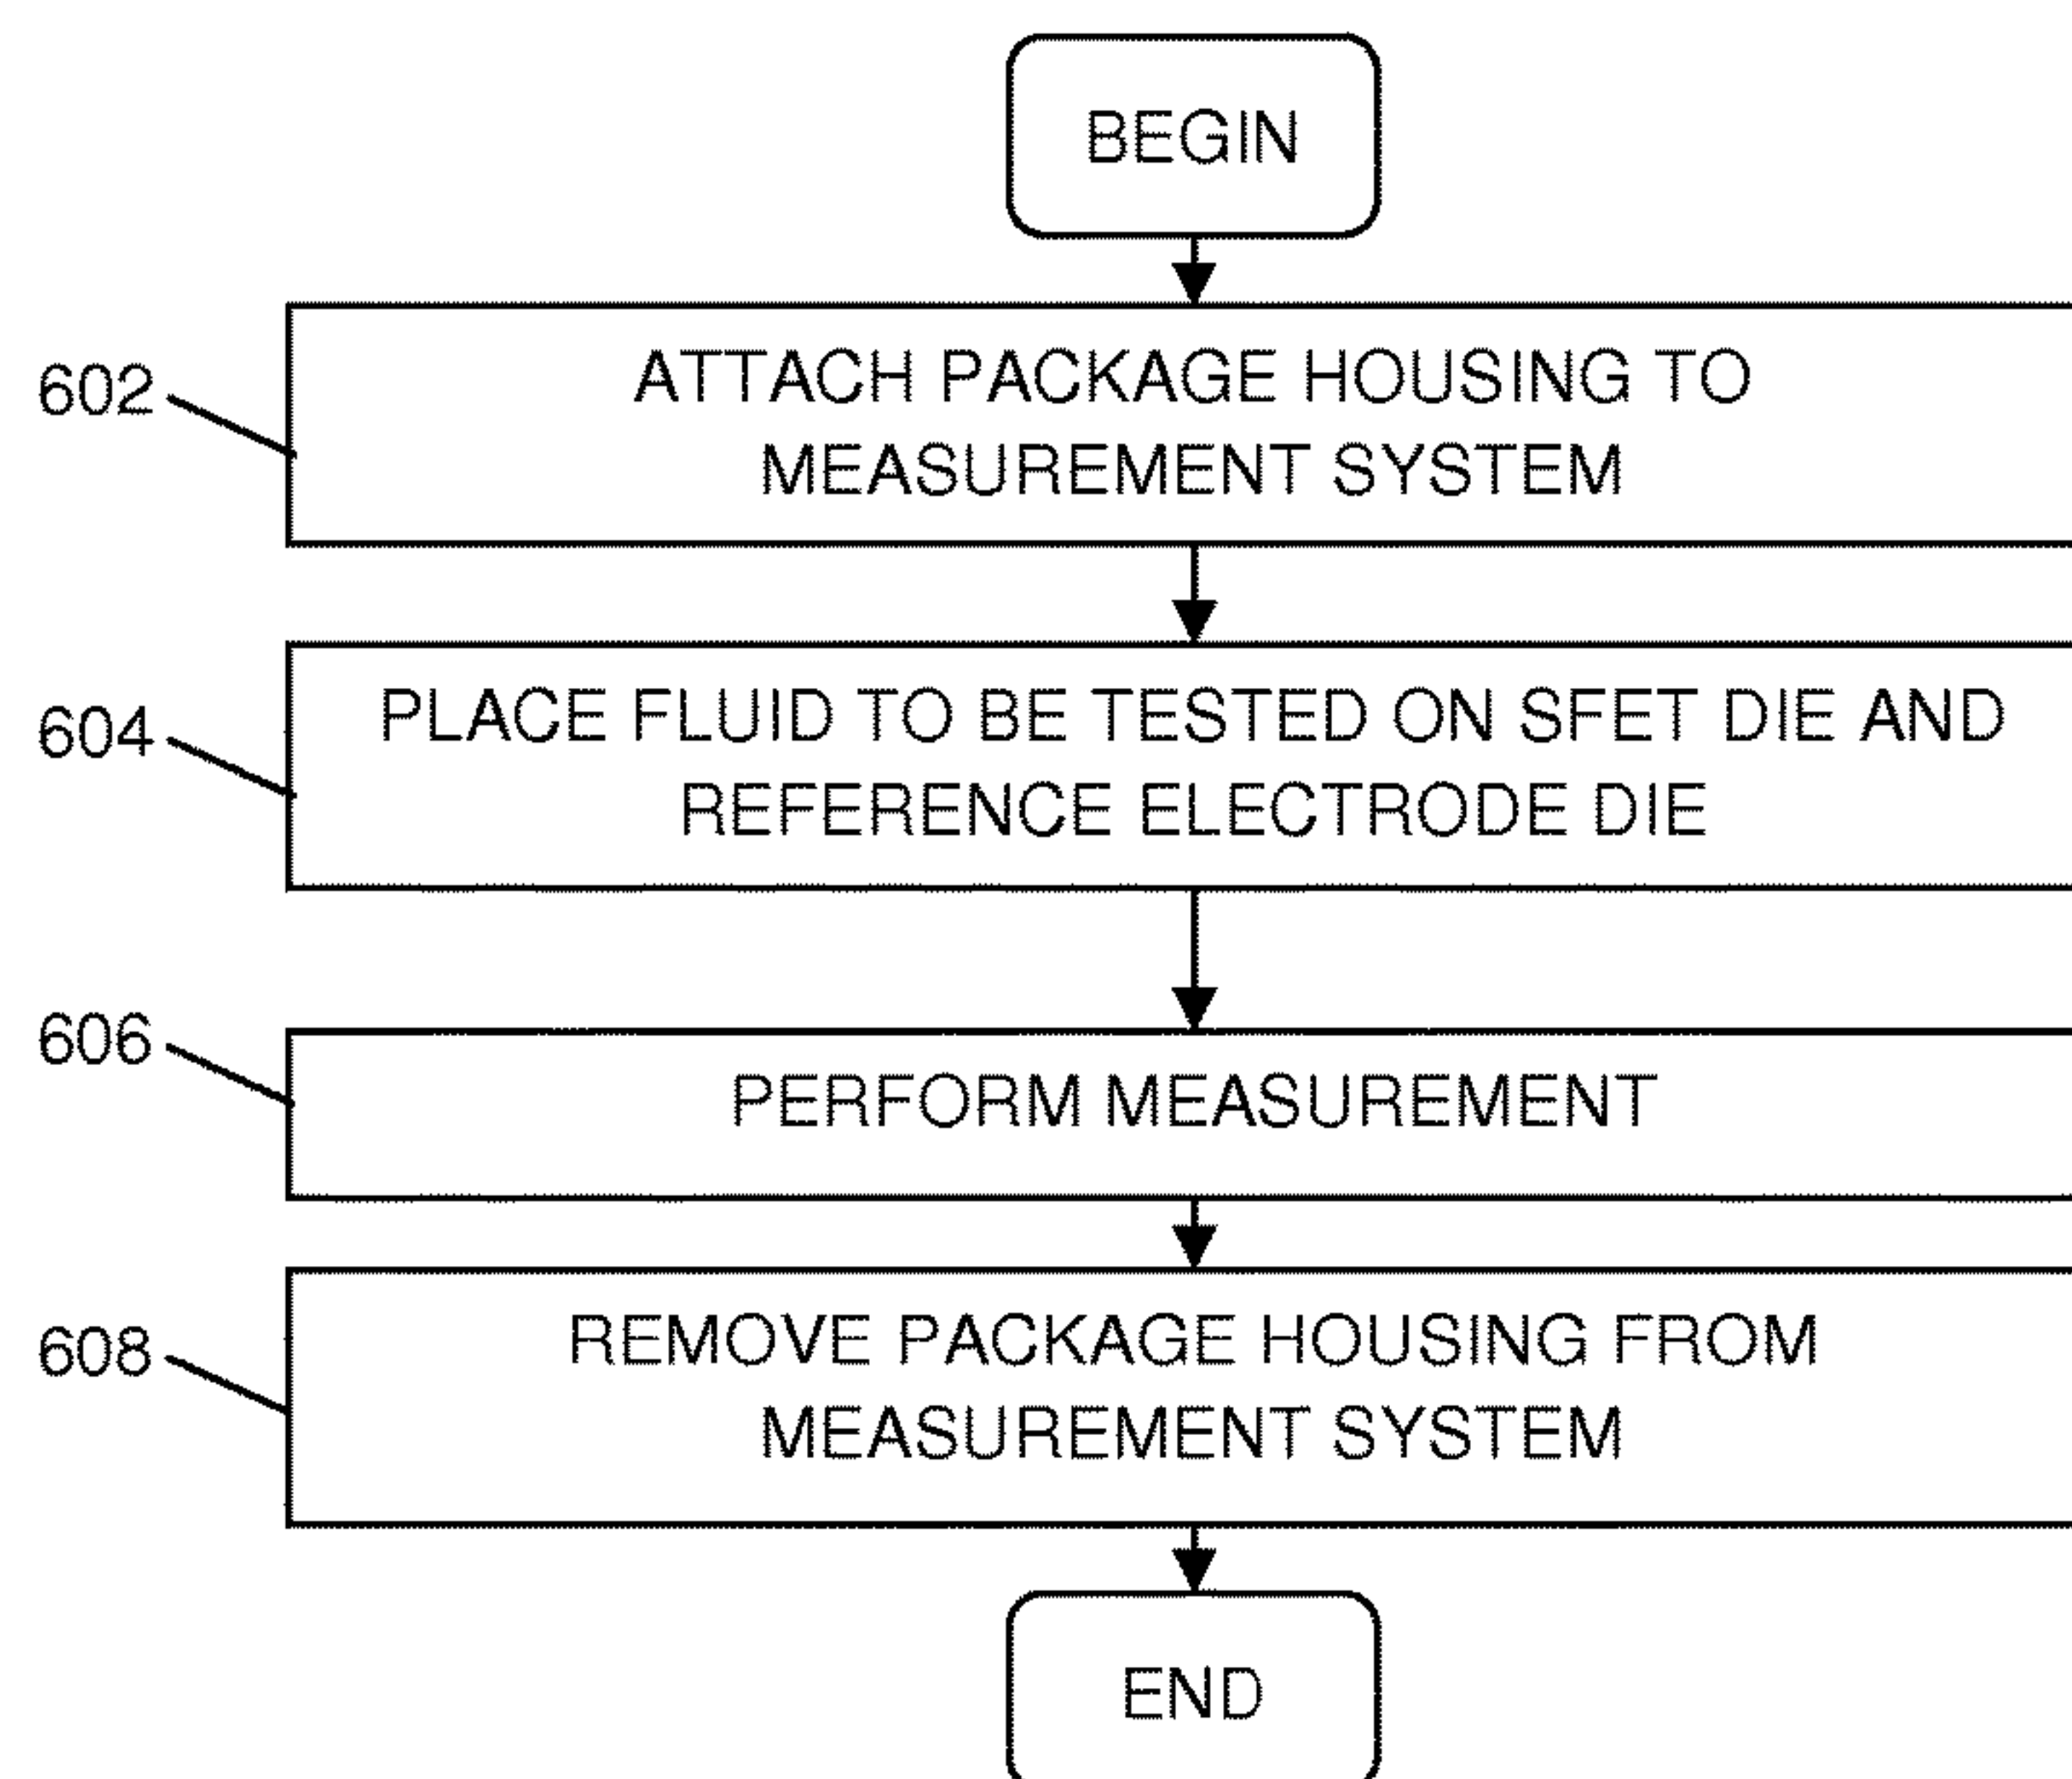 BEGIN
602
ATTACH PACKAGE HOUSING TO
MEASUREMENT SYSTEM
604
PLACE FLUID TO BE TESTED ON SFET DIE AND
REFERENCE ELECTRODE DIE
606
PERFORM MEASUREMENT
608
REMOVE PACKAGE HOUSING FROM
MEASUREMENT SYSTEM
END